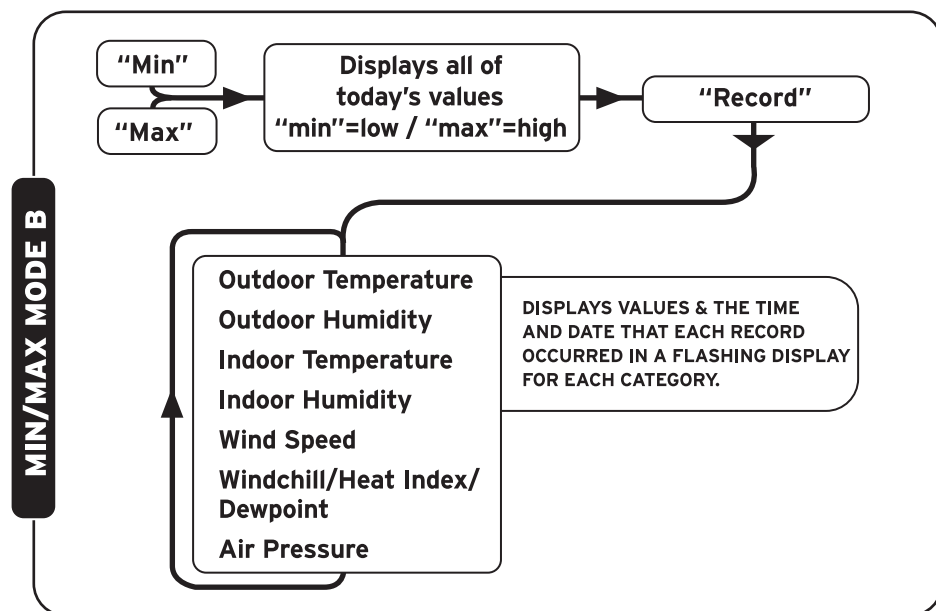 “Min”
“Max”
Displays all of
today's values
“min”=low / “max”=high
“Record”
MIN/MAX MODE B
Outdoor Temperature
Outdoor Humidity
Indoor Temperature
Indoor Humidity
Wind Speed
Windchill/Heat Index/
Dewpoint
Air Pressure
DISPLAYS VALUES & THE TIME
AND DATE THAT EACH RECORD
OCCURRED IN A FLASHING DISPLAY
FOR EACH CATEGORY.